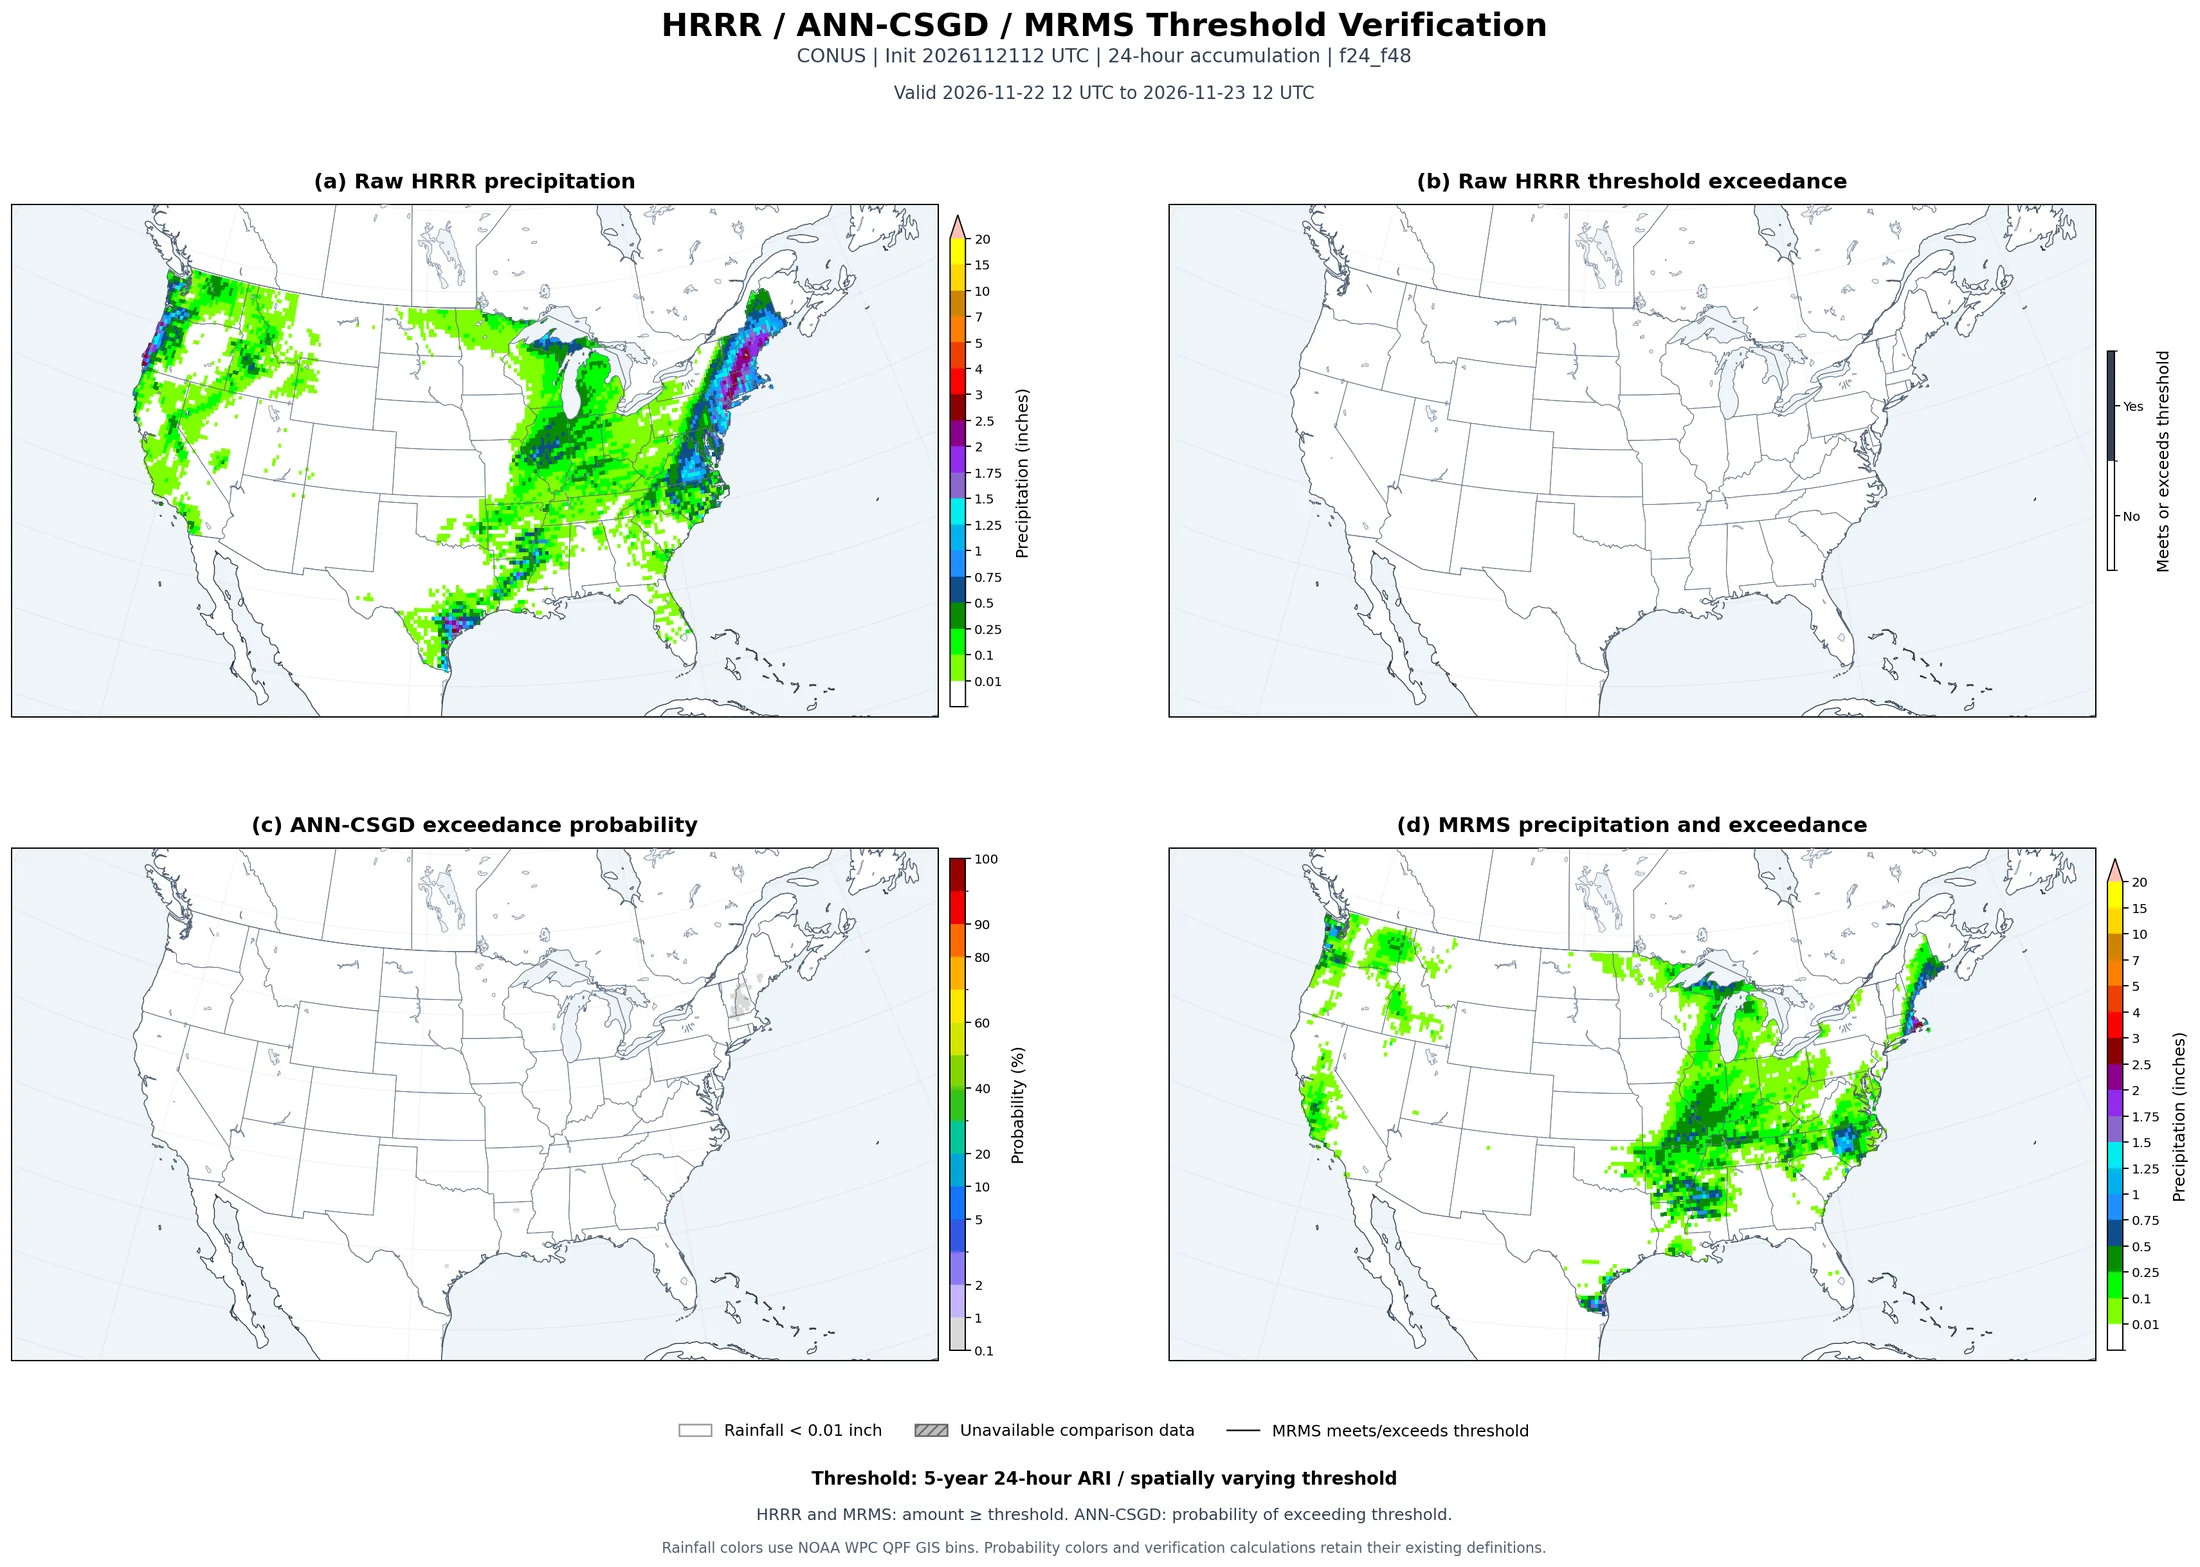 HRRR / ANN-CSGD / MRMS Threshold Verification
CONUS | Init 2026112112 UTC | 24-hour accumulation | f24_f48
Valid 2026-11-22 12 UTC to 2026-11-23 12 UTC
(a) Raw HRRR precipitation
20
15
10
7
5
4
3
2.5
2
1.75
1.5
1.25
1
0.75
0.5
0.25
0.1
0.01
Precipitation (inches)
(b) Raw HRRR threshold exceedance
Yes
No
Meets or exceeds threshold
(c) ANN-CSGD exceedance probability
100
90
80
60
40
20
10
5
2
1
0.1
Probability (%)
(d) MRMS precipitation and exceedance
20
15
10
7
5
4
3
2.5
2
1.75
1.5
1.25
1
0.75
0.5
0.25
0.1
0.01
Precipitation (inches)
Rainfall < 0.01 inch
Unavailable comparison data
MRMS meets/exceeds threshold
Threshold: 5-year 24-hour ARI / spatially varying threshold
HRRR and MRMS: amount ≥ threshold. ANN-CSGD: probability of exceeding threshold.
Rainfall colors use NOAA WPC QPF GIS bins. Probability colors and verification calculations retain their existing definitions.